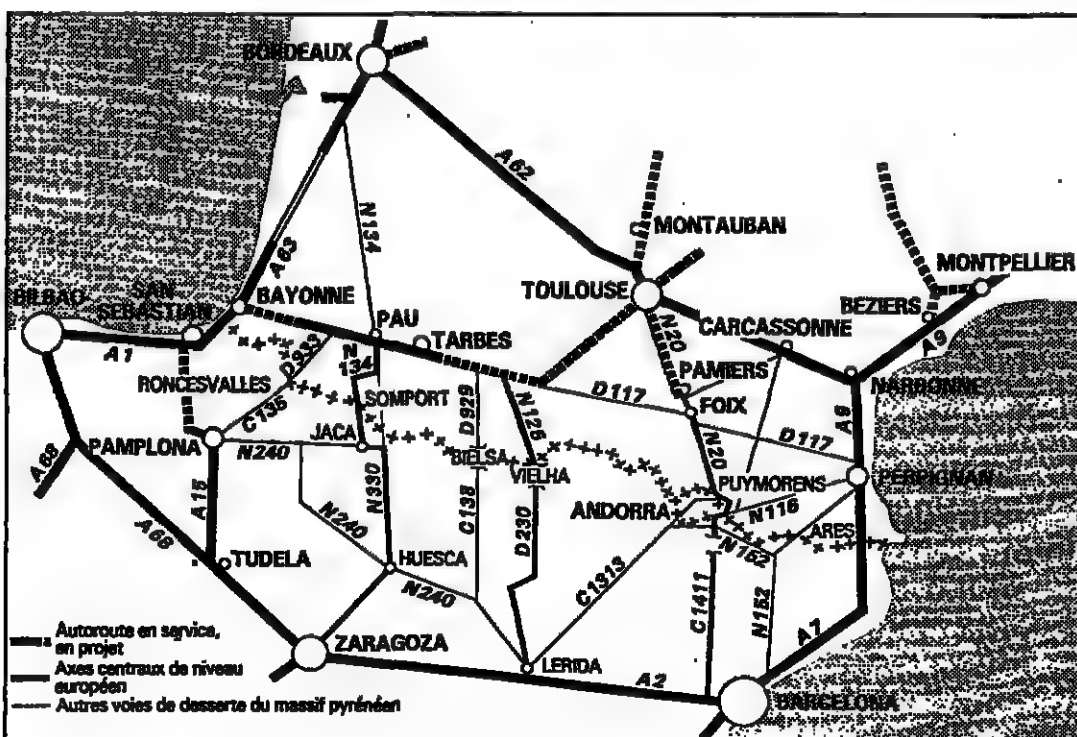 BORDEAUX
A62
N134
A63
MONTAUBAN
TOULOUSE
MONTPELLIER
BEZIERS
A9
BILBAO
SAN
SEBASTIAN
BAYONNE
A1
PAU
TARBES
N20
CARCASSONNE
NARBONNE
PAMIERS
FOIX
D117
D117
D933
RONCESVALLES
C135
N
134
SOMPORT
D929
N125
JACA
PAMPLONA
N240
N330
BIELSA
VIELHA
C138
D230
N20
PUYMORENS
ANDORRA
N116
PERPIGNAN
ARES
N152
A68
A15
A68
N240
TUDELA
HUESCA
N240
C1313
C1411
N152
A7
ZARAGOZA
LERIDA
A2
BARCELONA
Autoroute en service,
en projet
Axes centraux de niveau
européen
Autres voies de desserte du massif pyrénéen